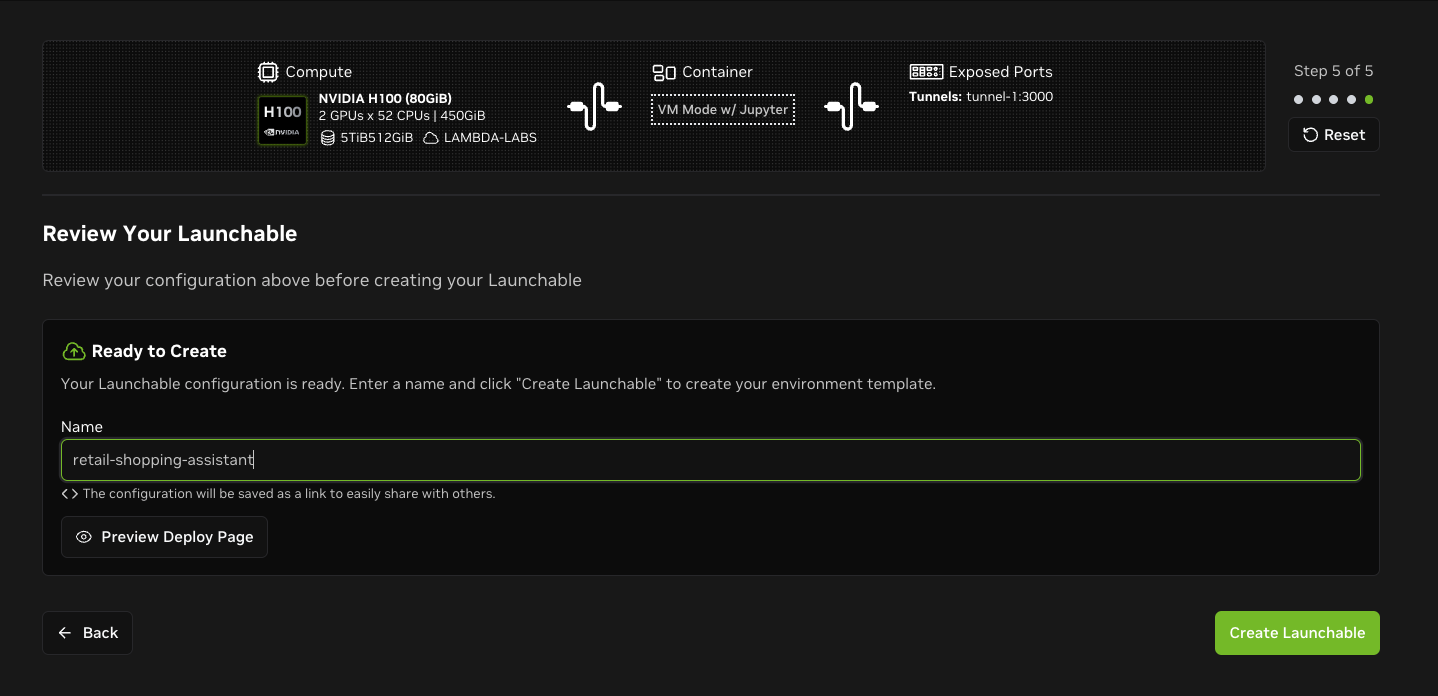 Compute
H100
NVIDIA
NVIDIA H100 (80GiB)
2 GPUs x 52 CPUs | 450GiB
5TiB512GiB LAMBDA-LABS
Container
VM Mode w/ Jupyter
Exposed Ports
Tunnels: tunnel-1:3000
Step 5 of 5
Reset
Review Your Launchable
Review your configuration above before creating your Launchable
Ready to Create
Your Launchable configuration is ready. Enter a name and click "Create Launchable" to create your environment template.
Name
retail-shopping-assistant
The configuration will be saved as a link to easily share with others.
Preview Deploy Page
Back
Create Launchable